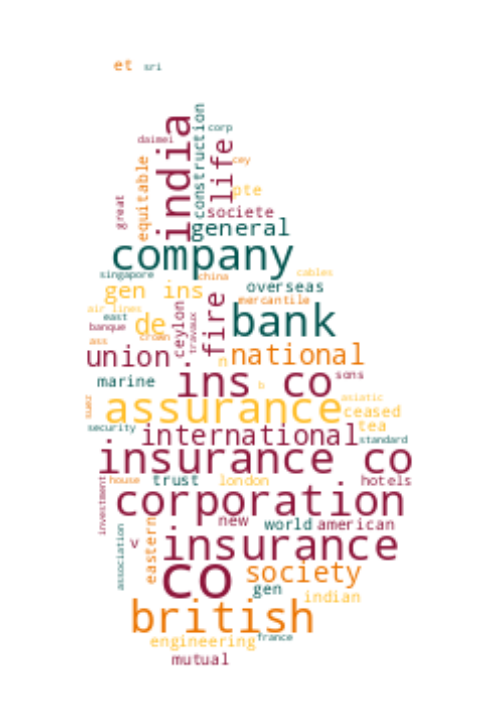 et sri
daimei corp
india
construction
life
cey
equitable
great
pte
societe
general
company
singapore china cables
gen ins overseas
mercantile
air lines
fire
ceylon
travaux
east de bank
banque
crown
ass
union n national
marine ins co sons
b
asiatic
suez
assurance ceased
tea
security international standard
insurance co
investment
house trust london hotels
corporation
new world american
v
eastern
association
insurance
co society
gen indian
british
engineering france
mutual